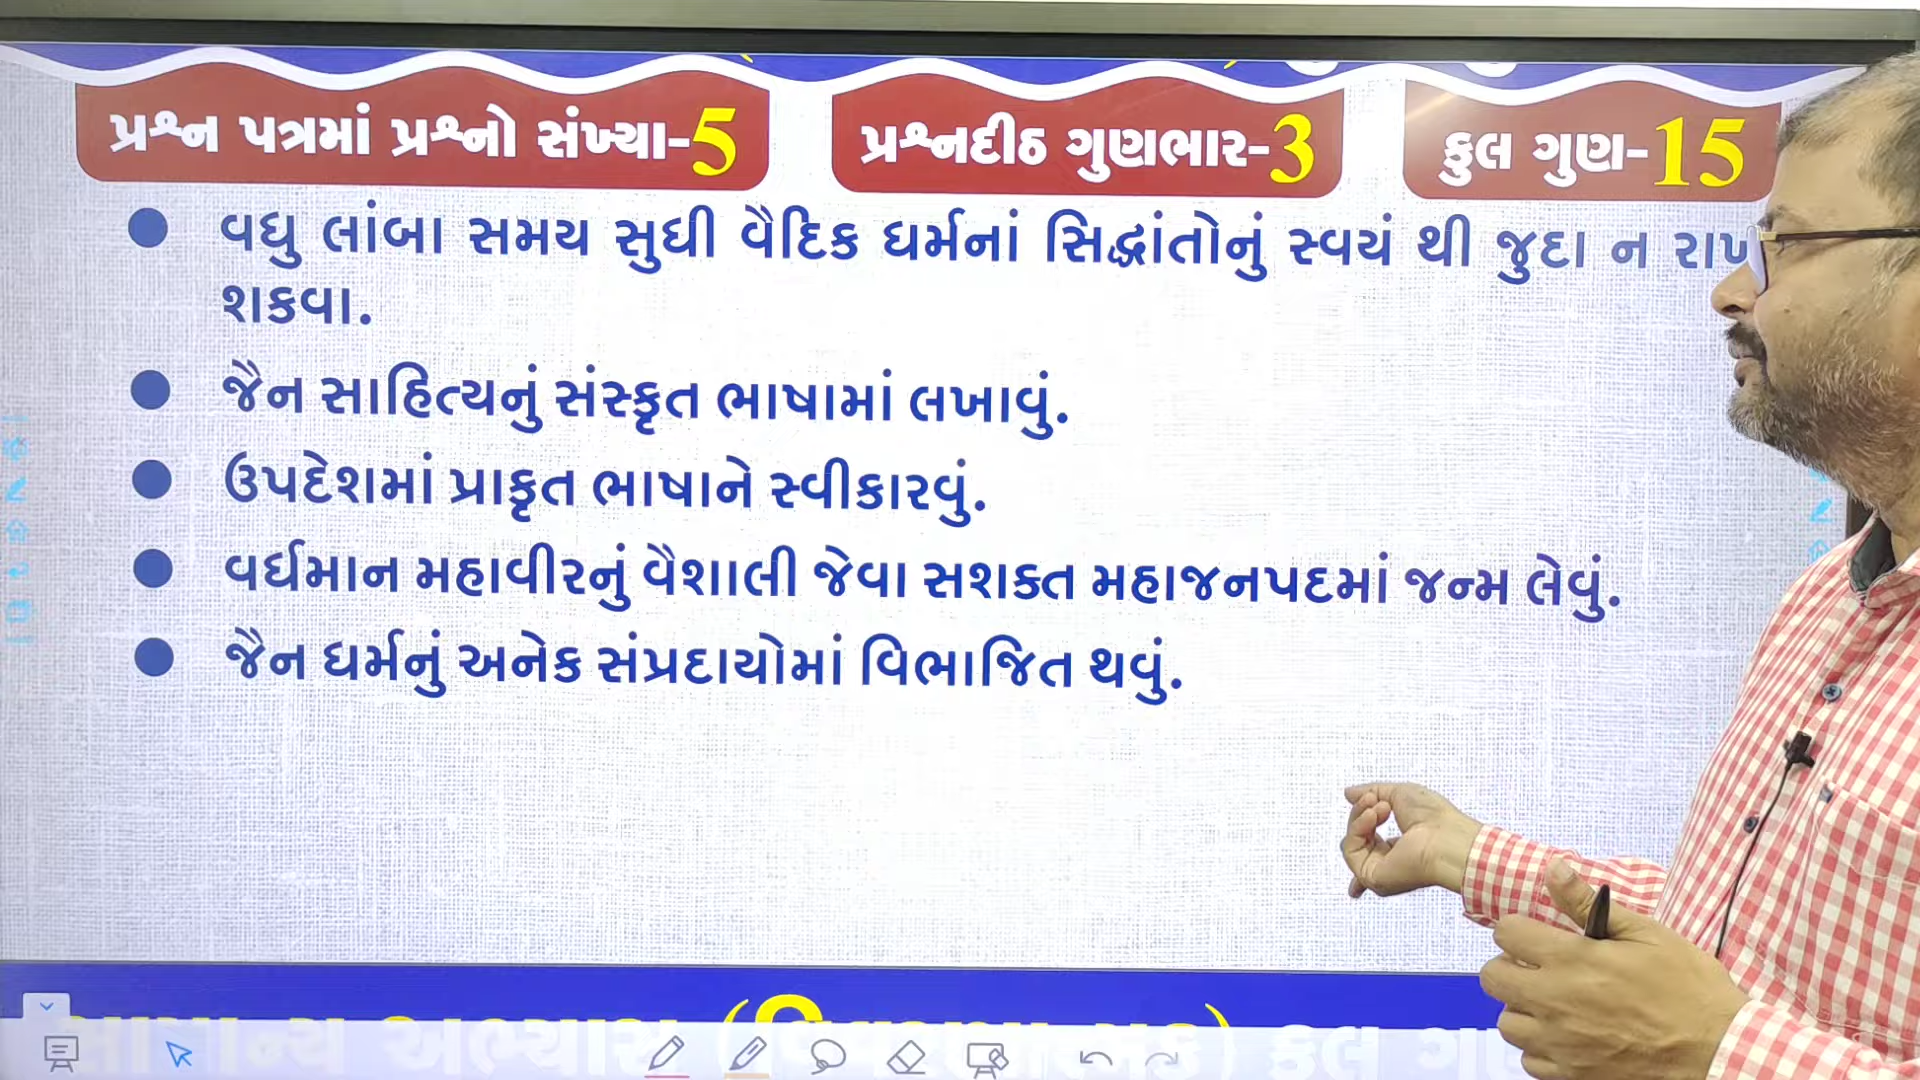 પ્રશ્ન પત્રમાં પ્રશ્નો સંખ્યા-5
પ્રશ્નદીઠ ગુણભાર-3
કુલ ગુણ-15
વધુ લાંબા સમય સુધી વૈદિક ધર્મનાં સિદ્ધાંતોનું સ્વયં થી જુદા ન
શકવા.
જૈન સાહિત્યનું સંસ્કૃત ભાષામાં લખાવું.
ઉપદેશમાં પ્રાકૃત ભાષાને સ્વીકારવું.
વર્ધમાન મહાવીરનું વૈશાલી જેવા સશક્ત મહાજનપદમાં જન્મ લેવું.
જૈન ધર્મનું અનેક સંપ્રદાયોમાં વિભાજિત થવું.